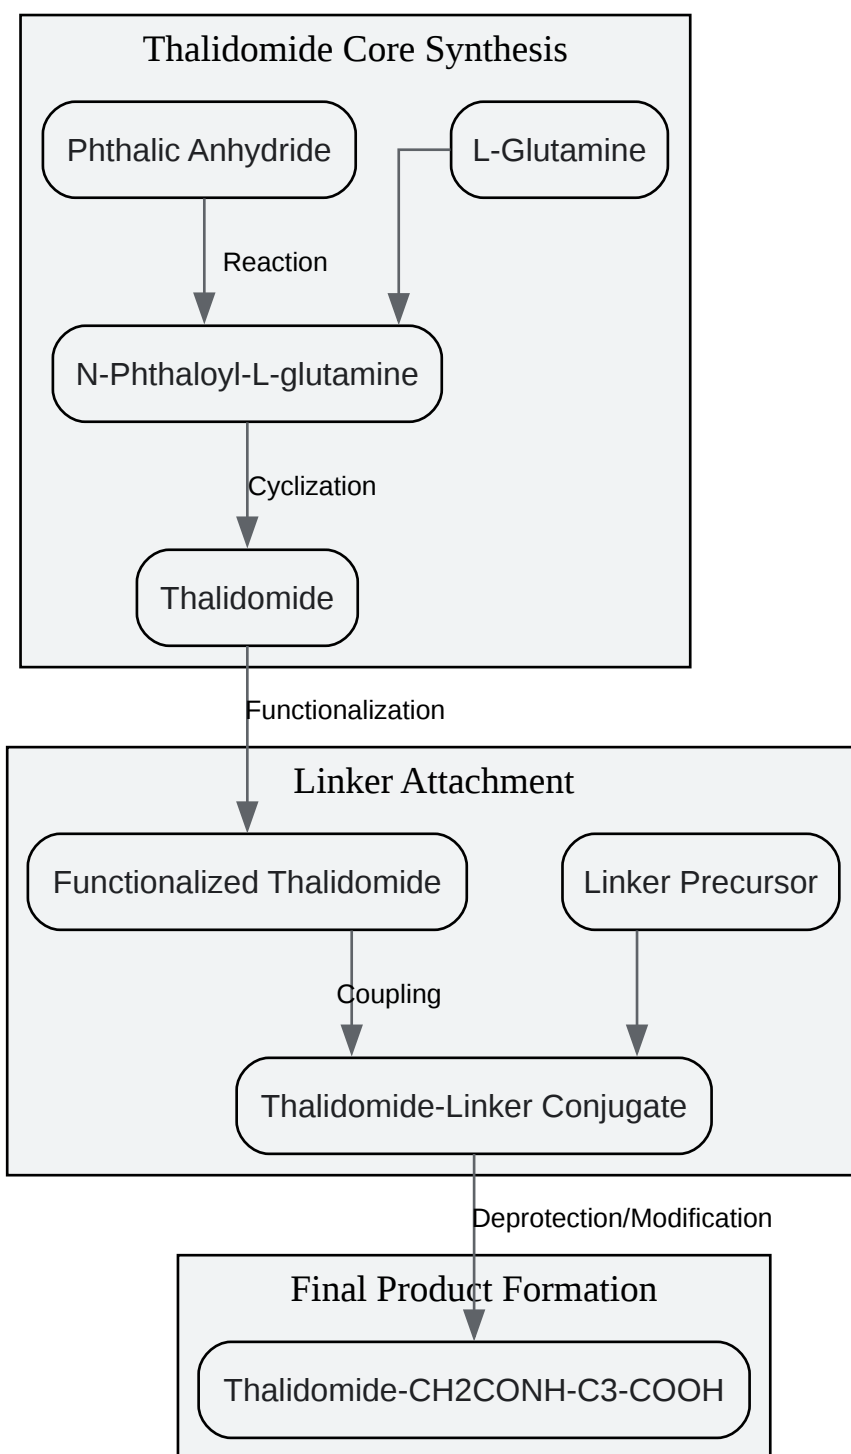 Thalidomide Core Synthesis
Phthalic Anhydride
L-Glutamine
Reaction
N-Phthaloyl-L-glutamine
Cyclization
Thalidomide
Functionalization
Linker Attachment
Functionalized Thalidomide
Linker Precursor
Coupling
Thalidomide-Linker Conjugate
Deprotection/Modification
Final Product Formation
Thalidomide-CH2CONH-C3-COOH